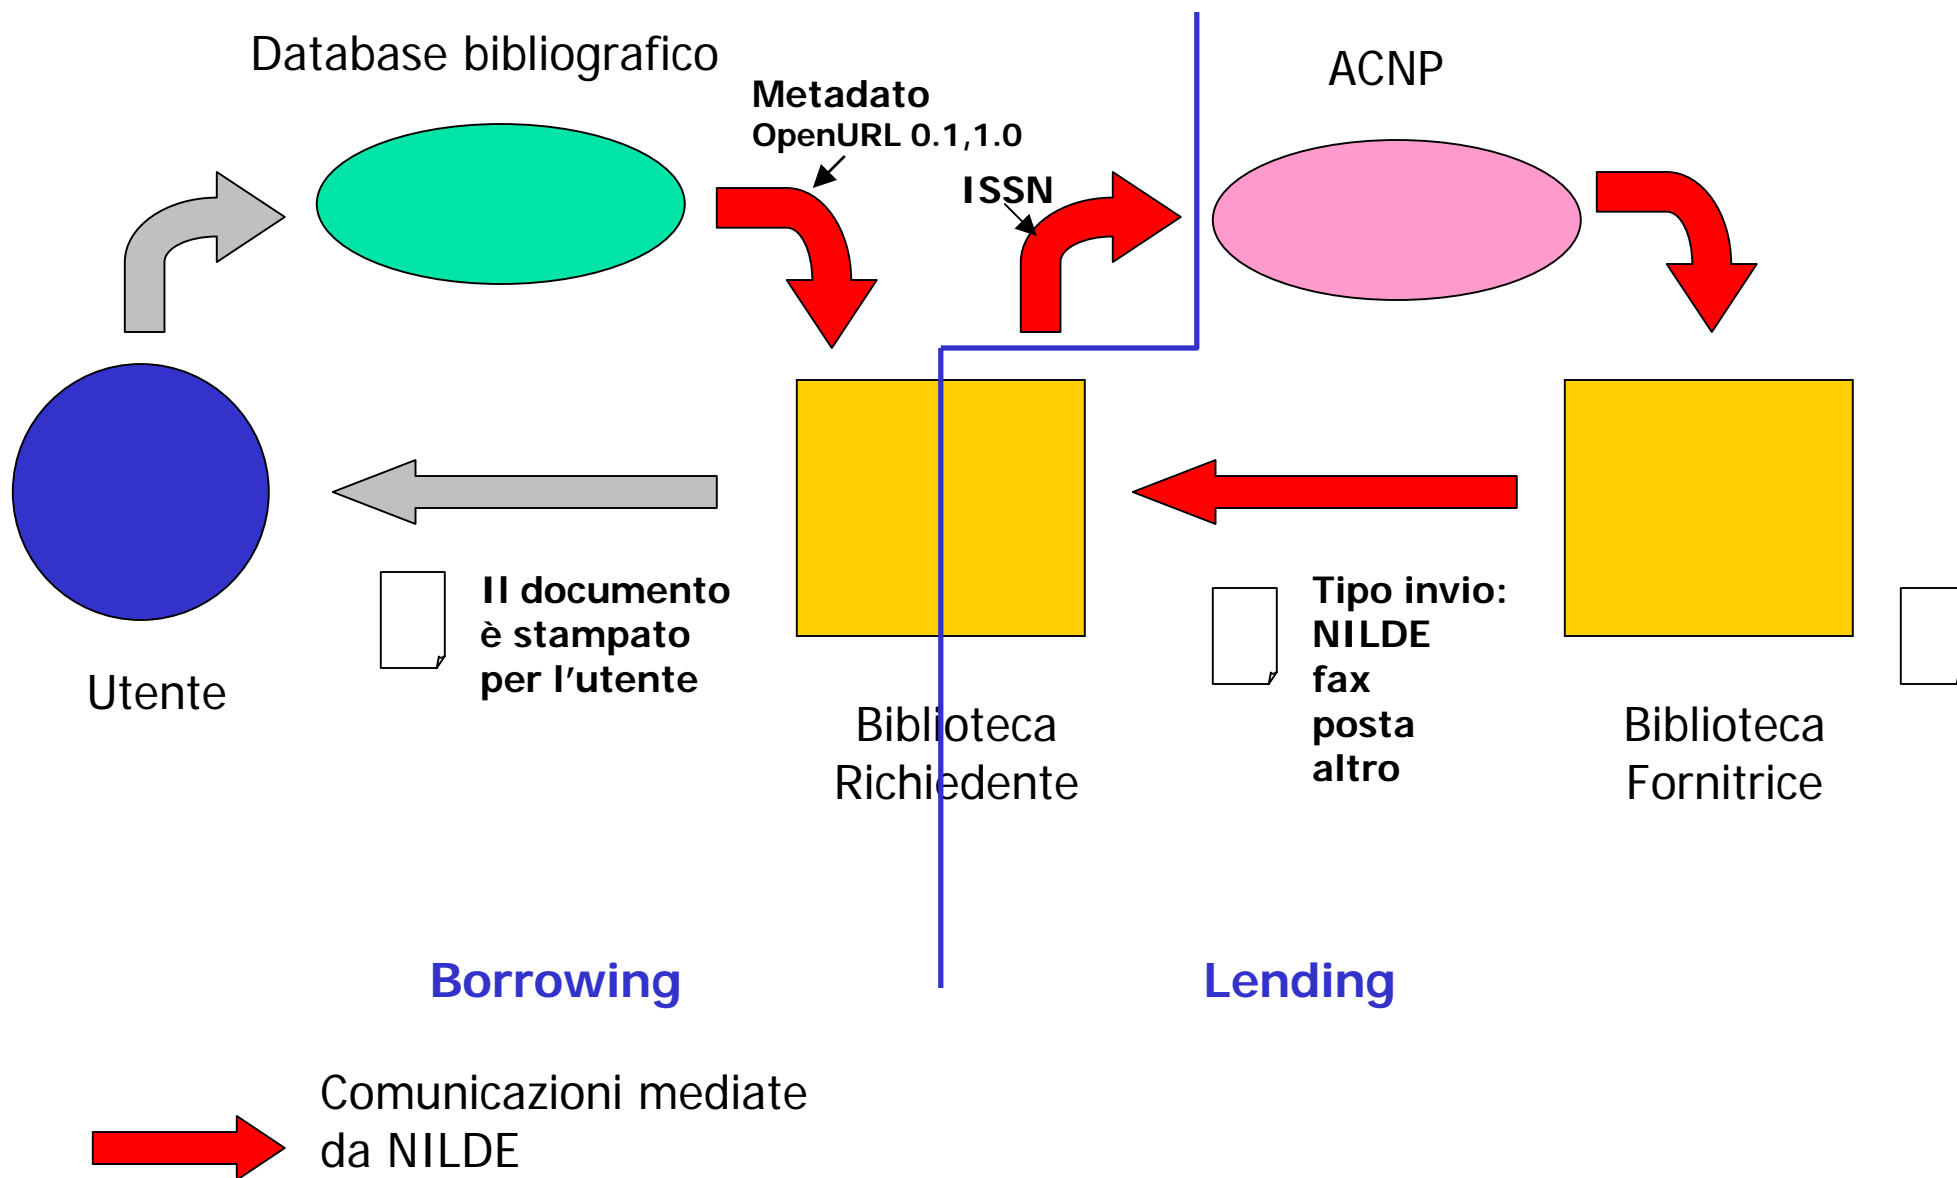 Database bibliografico
ACNP
Metadato
OpenURL 0.1,1.0
ISSN
Il documento
è stampato
per l'utente
Tipo invio:
NILDE
fax
posta
altro
Utente
Biblioteca
Richiedente
Biblioteca
Fornitrice
Borrowing
Lending
Comunicazioni mediate
da NILDE